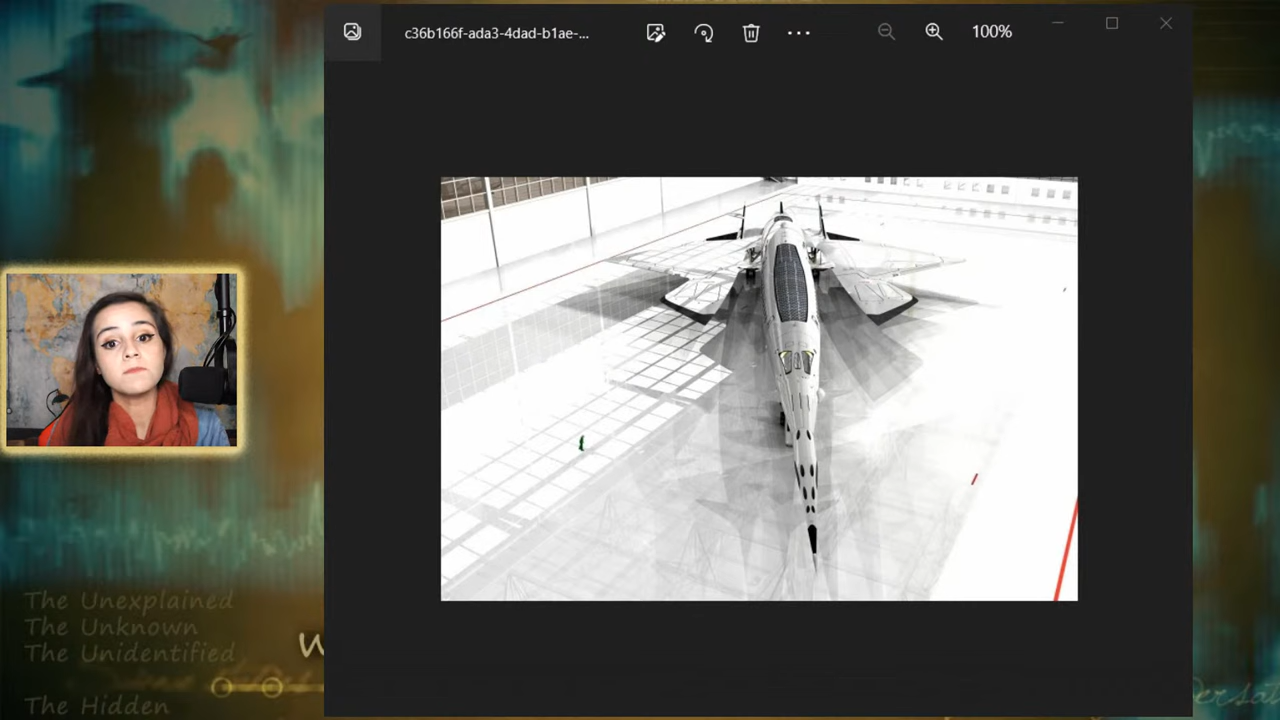 c36b166f-ada3-4dad-b1ae-...
100%
The Unexplained
The Unknown
The Unidentified
The Hidden